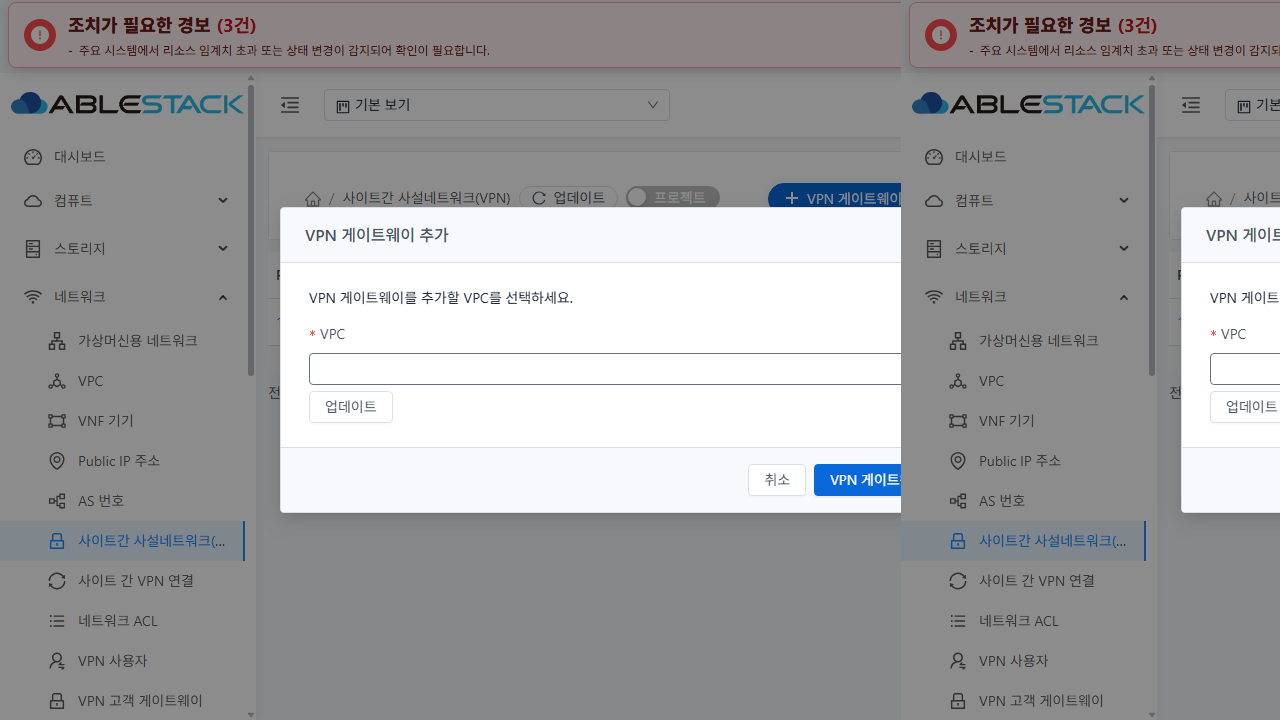 조치가 필요한 경보 (3건)
- 주요 시스템에서 리소스 임계치 초과 또는 상태 변경이 감지되어 확인이 필요합니다.
ABLESTACK
기본 보기
대시보드
컴퓨트
스토리지
네트워크
가상머신용 네트워크
VPC
VNF 기기
Public IP 주소
AS 번호
사이트간 사설네트워크(...
사이트 간 VPN 연결
네트워크 ACL
VPN 사용자
VPN 고객 게이트웨이
/ 사이트간 사설네트워크(VPN)
업데이트
프로젝트
VPN 게이트웨이
VPN 게이트웨이 추가
VPN 게이트웨이를 추가할 VPC를 선택하세요.
* VPC
업데이트
취소
VPN 게이트
전
조치가 필요한 경보 (3건)
- 주요 시스템에서 리소스 임계치 초과 또는 상태 변경이 감지되
ABLESTACK
기본
대시보드
컴퓨트
스토리지
네트워크
가상머신용 네트워크
VPC
VNF 기기
Public IP 주소
AS 번호
사이트간 사설네트워크(...
사이트 간 VPN 연결
네트워크 ACL
VPN 사용자
VPN 고객 게이트웨이
/ 사이트
VPN 게이트
VPN 게이트
* VPC
업데이트
전